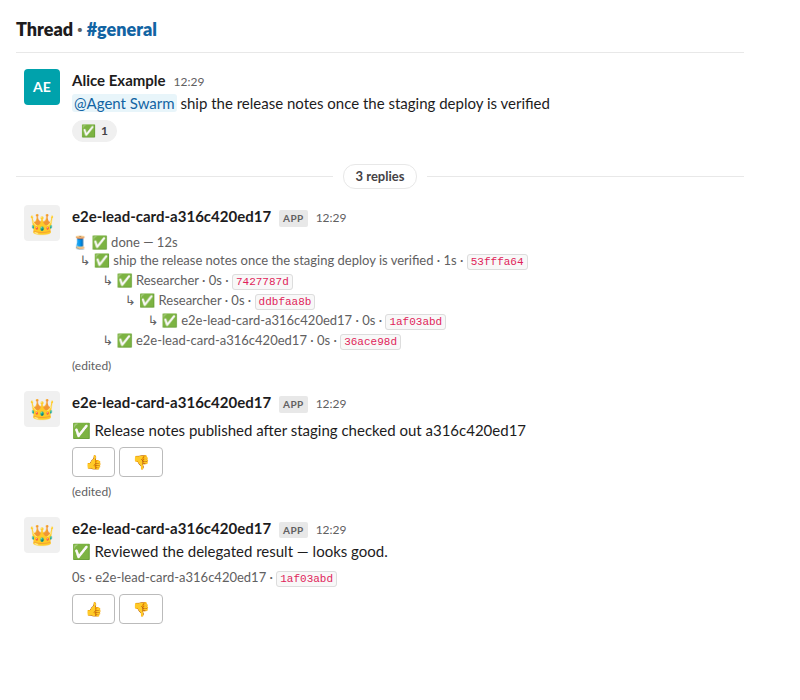 Thread • #general
AE
Alice Example 12:29
@Agent Swarm ship the release notes once the staging deploy is verified
✅ 1
3 replies
e2e-lead-card-a316c420ed17 APP 12:29
🧵 ✅ done — 12s
↳ ✅ ship the release notes once the staging deploy is verified · 1s · 53fffa64
↳ ✅ Researcher · 0s · 7427787d
↳ ✅ Researcher · 0s · ddbfaa8b
↳ ✅ e2e-lead-card-a316c420ed17 · 0s · 1af03abd
↳ ✅ e2e-lead-card-a316c420ed17 · 0s · 36ace98d
(edited)
e2e-lead-card-a316c420ed17 APP 12:29
✅ Release notes published after staging checked out a316c420ed17
👍 👎
(edited)
e2e-lead-card-a316c420ed17 APP 12:29
✅ Reviewed the delegated result — looks good.
0s · e2e-lead-card-a316c420ed17 · 1af03abd
👍 👎